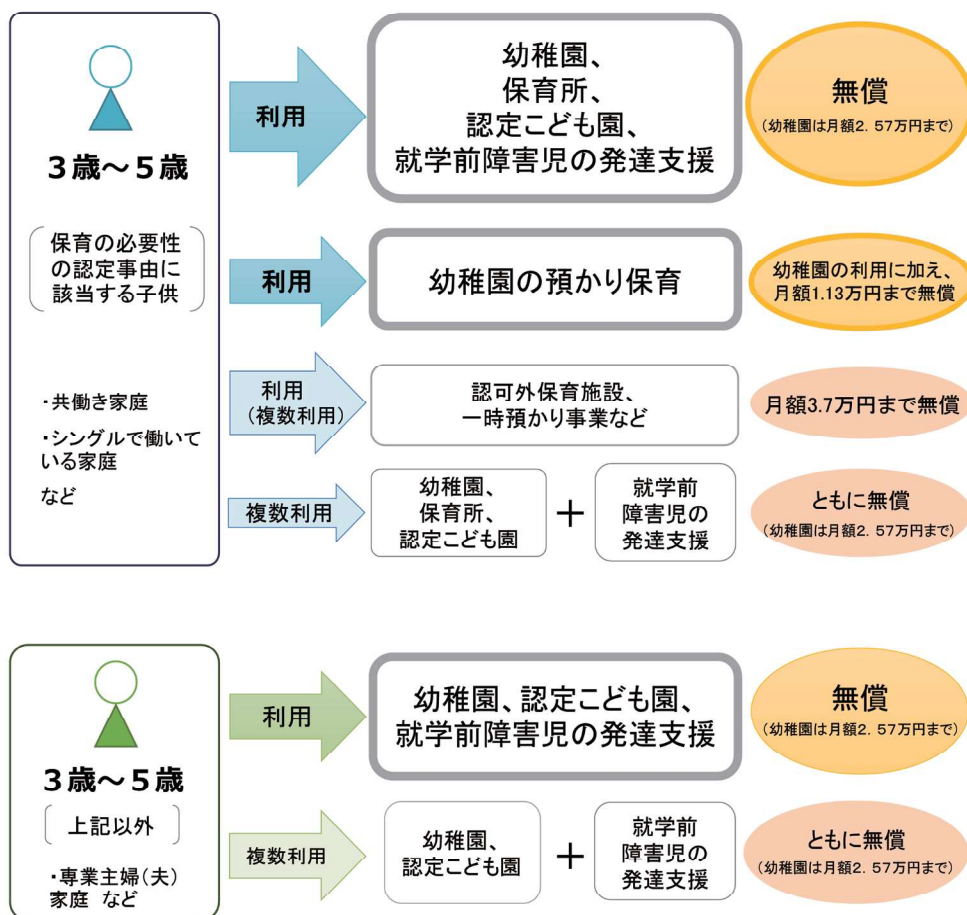 3歳～5歳
保育の必要性
の認定事由に
該当する子供
・共働き家庭
・シングルで働いて
いる家庭
など
利用
幼稚園、
保育所、
認定こども園、
就学前障害児の発達支援
無償
(幼稚園は月額2.57万円まで)
利用
幼稚園の預かり保育
幼稚園の利用に加え、
月額1.13万円まで無償
利用
(複数利用)
認可外保育施設、
一時預かり事業など
月額3.7万円まで無償
複数利用
幼稚園、
保育所、
認定こども園
＋
就学前
障害児の
発達支援
ともに無償
(幼稚園は月額2.57万円まで)
3歳～5歳
上記以外
・専業主婦(夫)
家庭 など
利用
幼稚園、認定こども園、
就学前障害児の発達支援
無償
(幼稚園は月額2.57万円まで)
複数利用
幼稚園、
認定こども園
＋
就学前
障害児の
発達支援
ともに無償
(幼稚園は月額2.57万円まで)